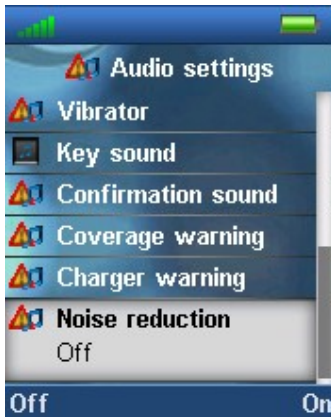 Audio settings
Vibrator
Key sound
Confirmation sound
Coverage warning
Charger warning
Noise reduction
Off
Off On